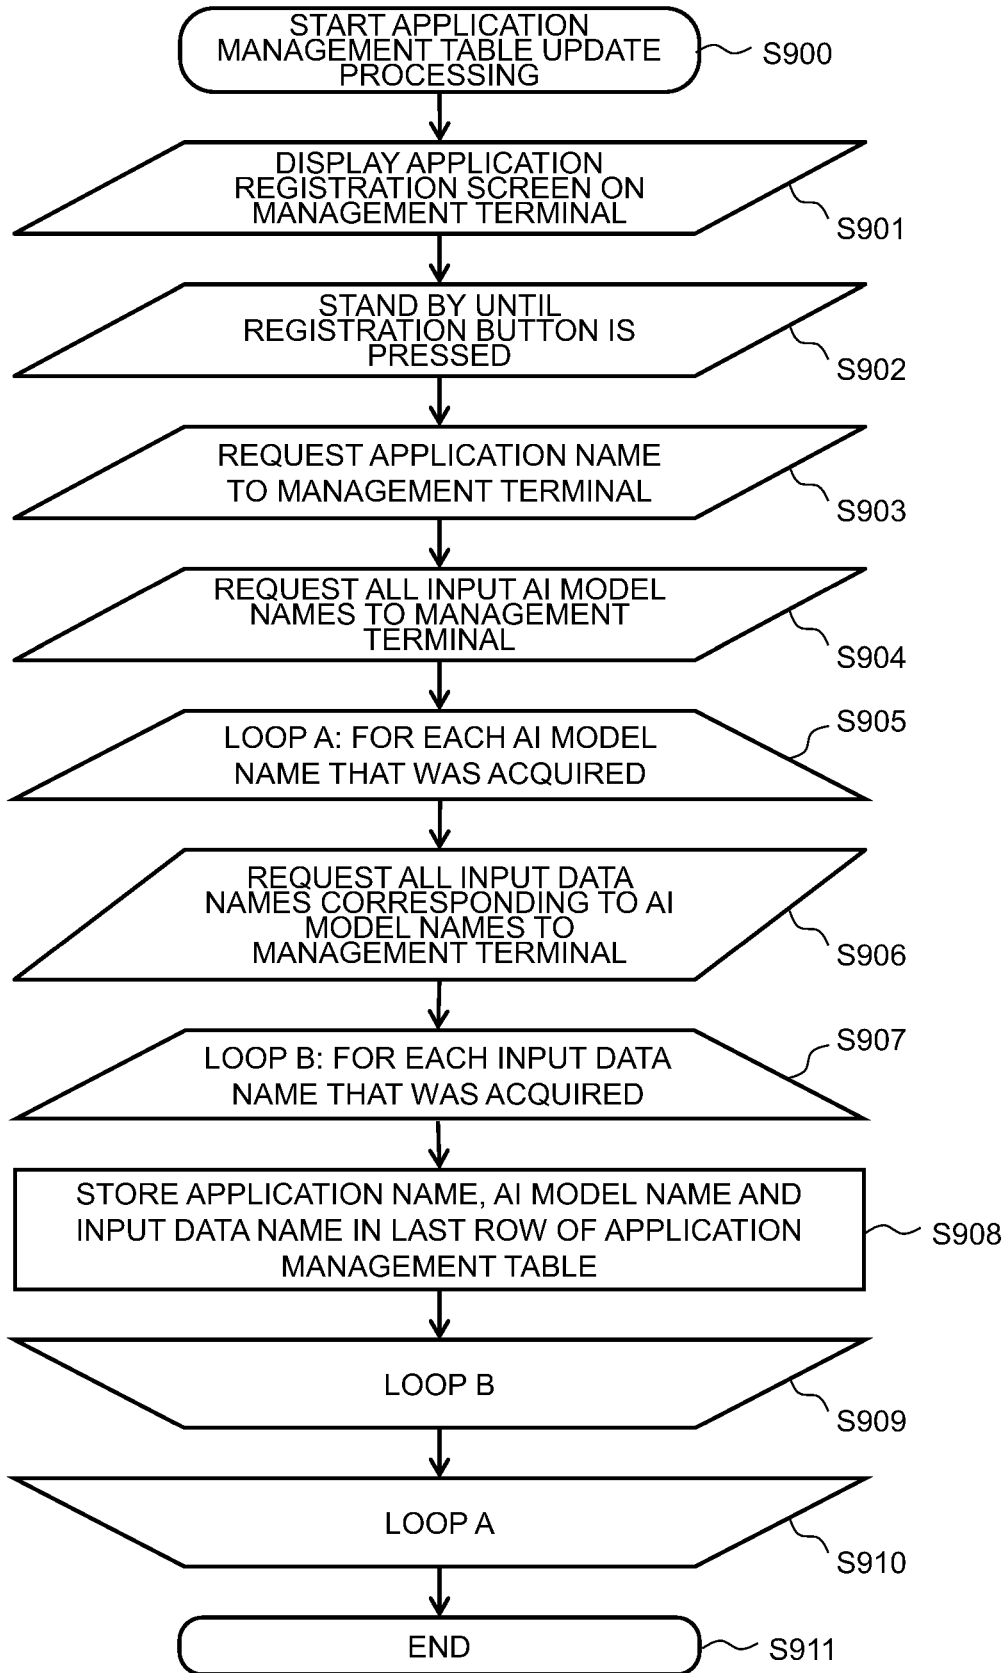 START APPLICATION
MANAGEMENT TABLE UPDATE
PROCESSING
S900
DISPLAY APPLICATION
REGISTRATION SCREEN ON
MANAGEMENT TERMINAL
S901
STAND BY UNTIL
REGISTRATION BUTTON IS
PRESSED
S902
REQUEST APPLICATION NAME
TO MANAGEMENT TERMINAL
S903
REQUEST ALL INPUT AI MODEL
NAMES TO MANAGEMENT
TERMINAL
S904
LOOP A: FOR EACH AI MODEL
NAME THAT WAS ACQUIRED
S905
REQUEST ALL INPUT DATA
NAMES CORRESPONDING TO AI
MODEL NAMES TO
MANAGEMENT TERMINAL
S906
LOOP B: FOR EACH INPUT DATA
NAME THAT WAS ACQUIRED
S907
STORE APPLICATION NAME, AI MODEL NAME AND
INPUT DATA NAME IN LAST ROW OF APPLICATION
MANAGEMENT TABLE
S908
LOOP B
S909
LOOP A
S910
END
S911